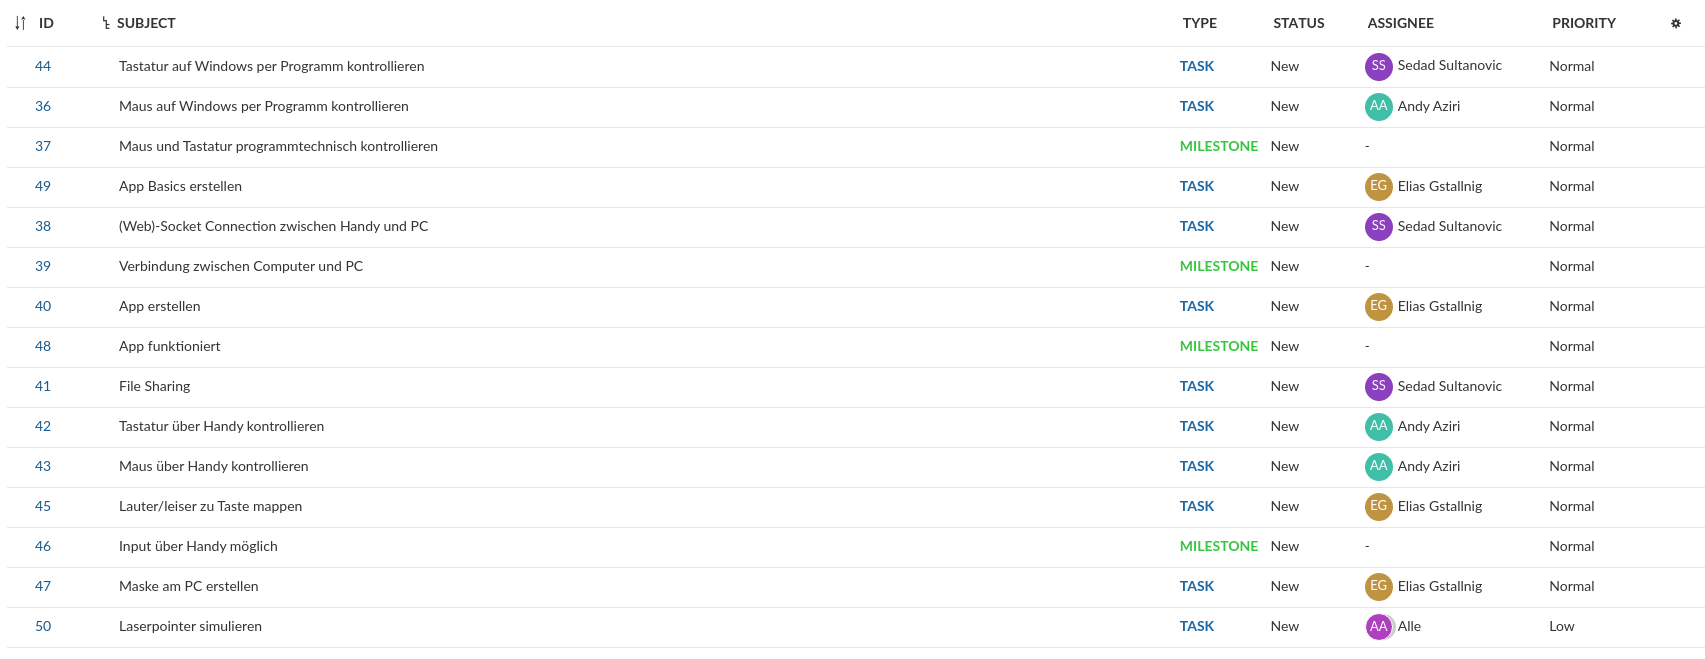 ID SUBJECT TYPE STATUS ASSIGNEE PRIORITY
44 Tastatur auf Windows per Programm kontrollieren TASK New SS Sedad Sultanovic Normal
36 Maus auf Windows per Programm kontrollieren TASK New AA Andy Aziri Normal
37 Maus und Tastatur programmtechnisch kontrollieren MILESTONE New - Normal
49 App Basics erstellen TASK New EG Elias Gstallnig Normal
38 (Web)-Socket Connection zwischen Handy und PC TASK New SS Sedad Sultanovic Normal
39 Verbindung zwischen Computer und PC MILESTONE New - Normal
40 App erstellen TASK New EG Elias Gstallnig Normal
48 App funktioniert MILESTONE New - Normal
41 File Sharing TASK New SS Sedad Sultanovic Normal
42 Tastatur über Handy kontrollieren TASK New AA Andy Aziri Normal
43 Maus über Handy kontrollieren TASK New AA Andy Aziri Normal
45 Lauter/leiser zu Taste mappen TASK New EG Elias Gstallnig Normal
46 Input über Handy möglich MILESTONE New - Normal
47 Maske am PC erstellen TASK New EG Elias Gstallnig Normal
50 Laserpointer simulieren TASK New AA Alle Low